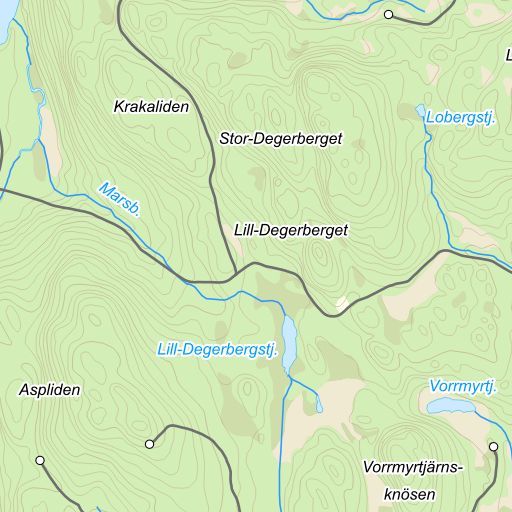 L
Krakaliden
Lobergstj.
Stor-Degerberget
Marsb.
Lill-Degerberget
Lill-Degerbergstj.
Aspliden
Vorrmyrtj.
Vorrmyrtjärns-
knösen